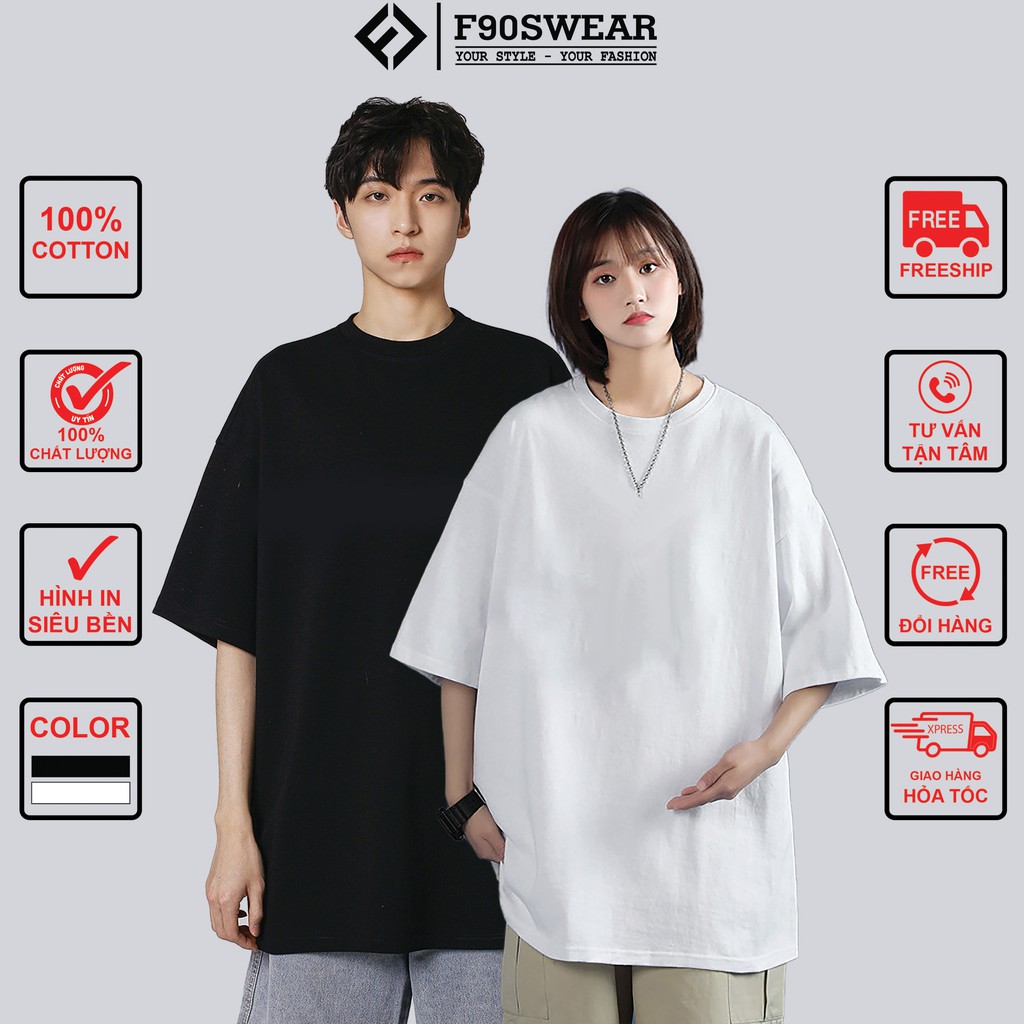 F90SWEAR
YOUR STYLE - YOUR FASHION
100%
COTTON
CHẤT LƯỢNG
UY TÍN
100%
CHẤT LƯỢNG
HÌNH IN
SIÊU BỀN
COLOR
FREE
FREESHIP
TƯ VẤN
TẬN TÂM
FREE
ĐỔI HÀNG
XPRESS
GIAO HÀNG
HỎA TỐC